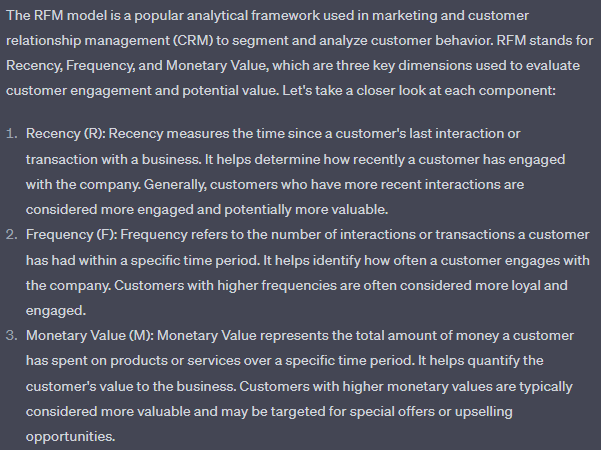 The RFM model is a popular analytical framework used in marketing and customer
relationship management (CRM) to segment and analyze customer behavior. RFM stands for
Recency, Frequency, and Monetary Value, which are three key dimensions used to evaluate
customer engagement and potential value. Let's take a closer look at each component:
1. Recency (R): Recency measures the time since a customer's last interaction or
transaction with a business. It helps determine how recently a customer has engaged
with the company. Generally, customers who have more recent interactions are
considered more engaged and potentially more valuable.
2. Frequency (F): Frequency refers to the number of interactions or transactions a customer
has had within a specific time period. It helps identify how often a customer engages with
the company. Customers with higher frequencies are often considered more loyal and
engaged.
3. Monetary Value (M): Monetary Value represents the total amount of money a customer
has spent on products or services over a specific time period. It helps quantify the
customer's value to the business. Customers with higher monetary values are typically
considered more valuable and may be targeted for special offers or upselling
opportunities.